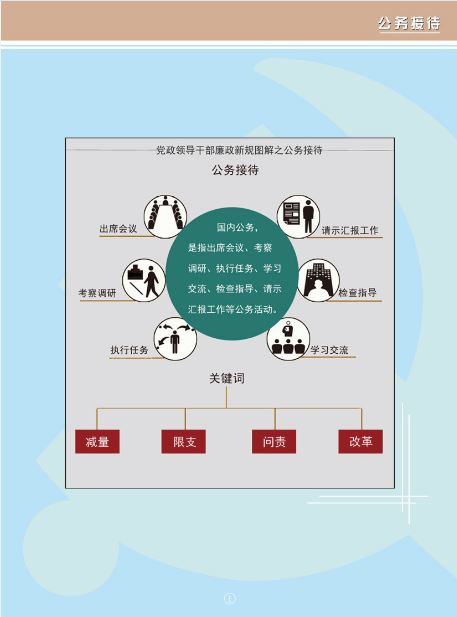 公务接待
党政领导干部廉政新规图解之公务接待
公务接待
出席会议
请示汇报工作
考察调研
检查指导
执行任务
学习交流
国内公务，
是指出席会议、考察
调研、执行任务、学习
交流、检查指导、请示
汇报工作等公务活动。
关键词
减量
限支
问责
改革